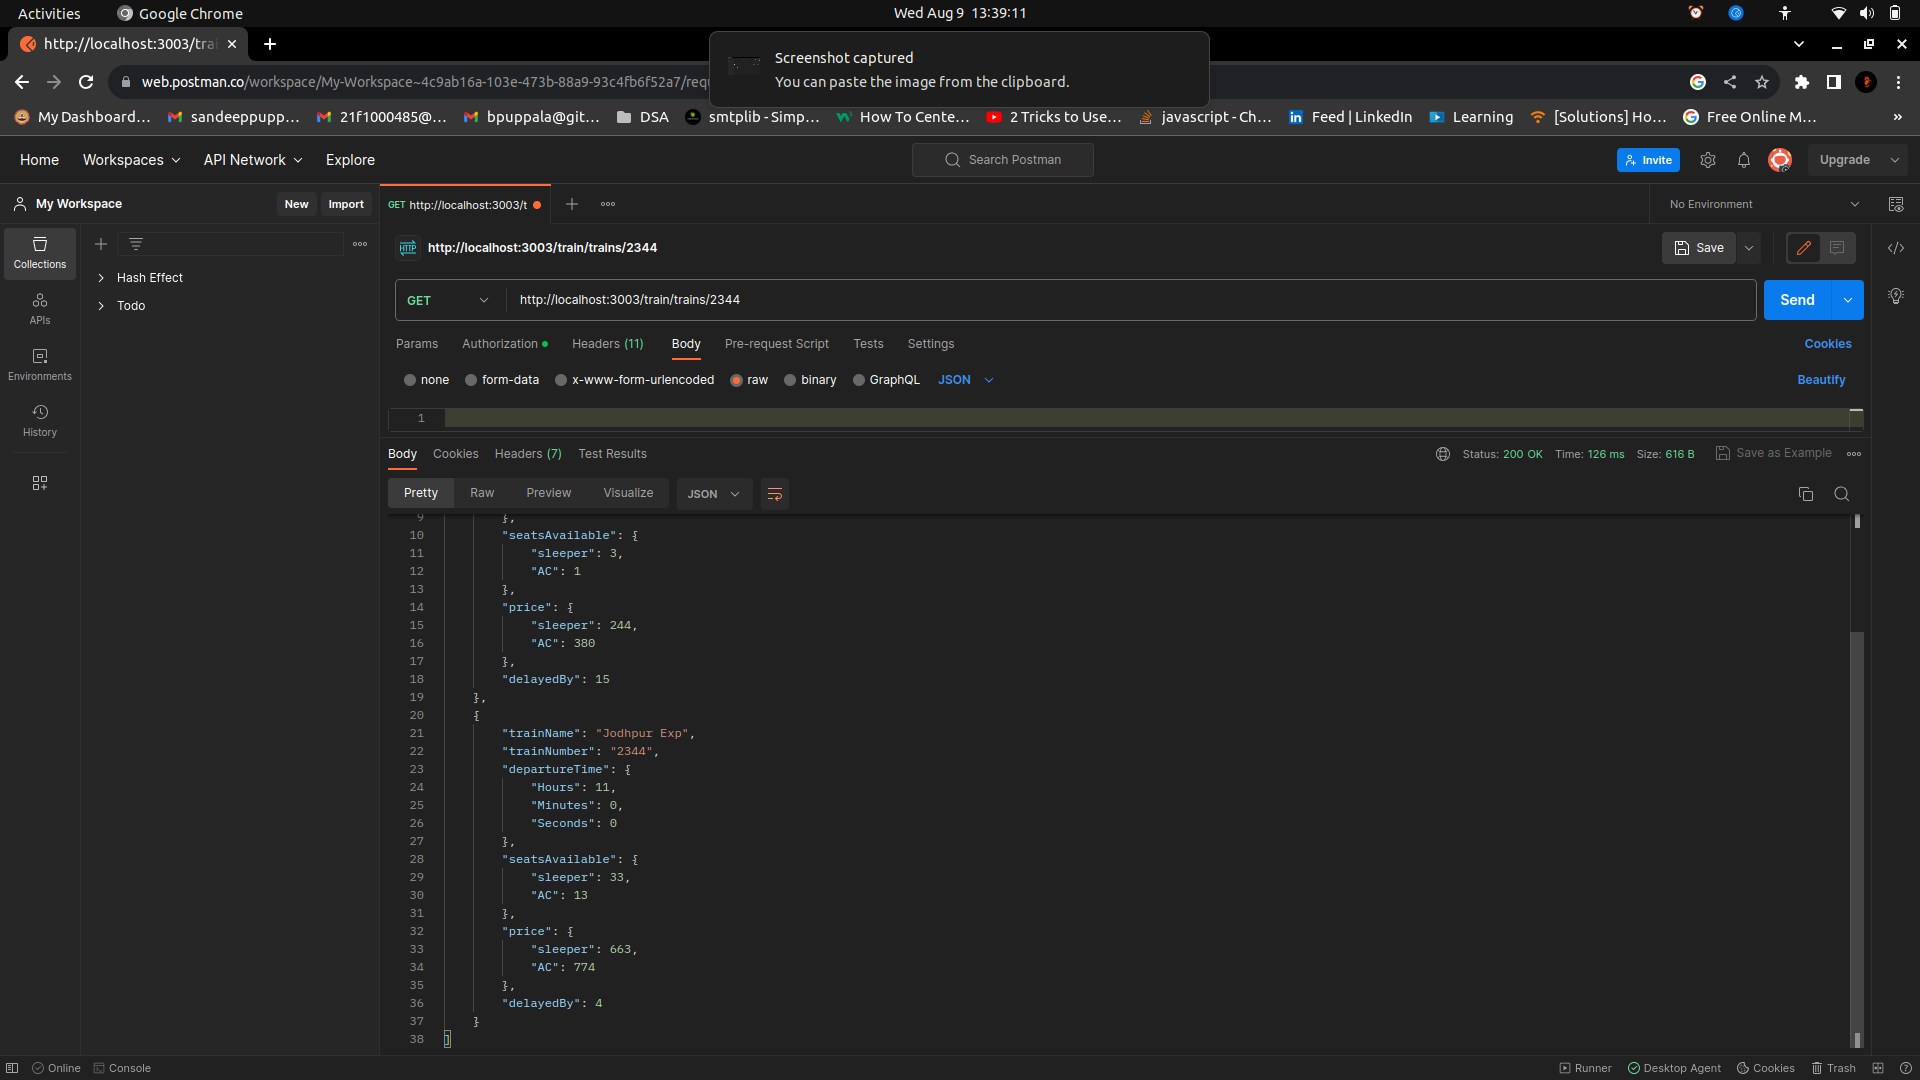 Activities
Google Chrome
Wed Aug 9 13:39:11
http://localhost:3003/trai
Screenshot captured
You can paste the image from the clipboard.
web.postman.co/workspace/My-Workspace~4c9ab16a-103e-473b-88a9-93c4fb6f52a7/requ
My Dashboard...
sandeeppupp...
21f1000485@...
bpuppala@git...
DSA
smtplib - Simp...
How To Cente...
2 Tricks to Use...
javascript - Ch...
Feed | LinkedIn
Learning
[Solutions] Ho...
Free Online M...
»
Home
Workspaces
API Network
Explore
Search Postman
Invite
Upgrade
My Workspace
New
Import
GET http://localhost:3003/t
No Environment
Collections
APIs
Environments
History
Hash Effect
Todo
HTTP
http://localhost:3003/train/trains/2344
Save
GET
http://localhost:3003/train/trains/2344
Send
Params
Authorization
Headers (11)
Body
Pre-request Script
Tests
Settings
Cookies
none
form-data
x-www-form-urlencoded
raw
binary
GraphQL
JSON
Beautify
1
Body
Cookies
Headers (7)
Test Results
Status: 200 OK
Time: 126 ms
Size: 616 B
Save as Example
Pretty
Raw
Preview
Visualize
JSON
9 },
10 "seatsAvailable": {
11 "sleeper": 3,
12 "AC": 1
13 },
14 "price": {
15 "sleeper": 244,
16 "AC": 380
17 },
18 "delayedBy": 15
19 },
20 {
21 "trainName": "Jodhpur Exp",
22 "trainNumber": "2344",
23 "departureTime": {
24 "Hours": 11,
25 "Minutes": 0,
26 "Seconds": 0
27 },
28 "seatsAvailable": {
29 "sleeper": 33,
30 "AC": 13
31 },
32 "price": {
33 "sleeper": 663,
34 "AC": 774
35 },
36 "delayedBy": 4
37 }
38 ]
Online
Console
Runner
Desktop Agent
Cookies
Trash